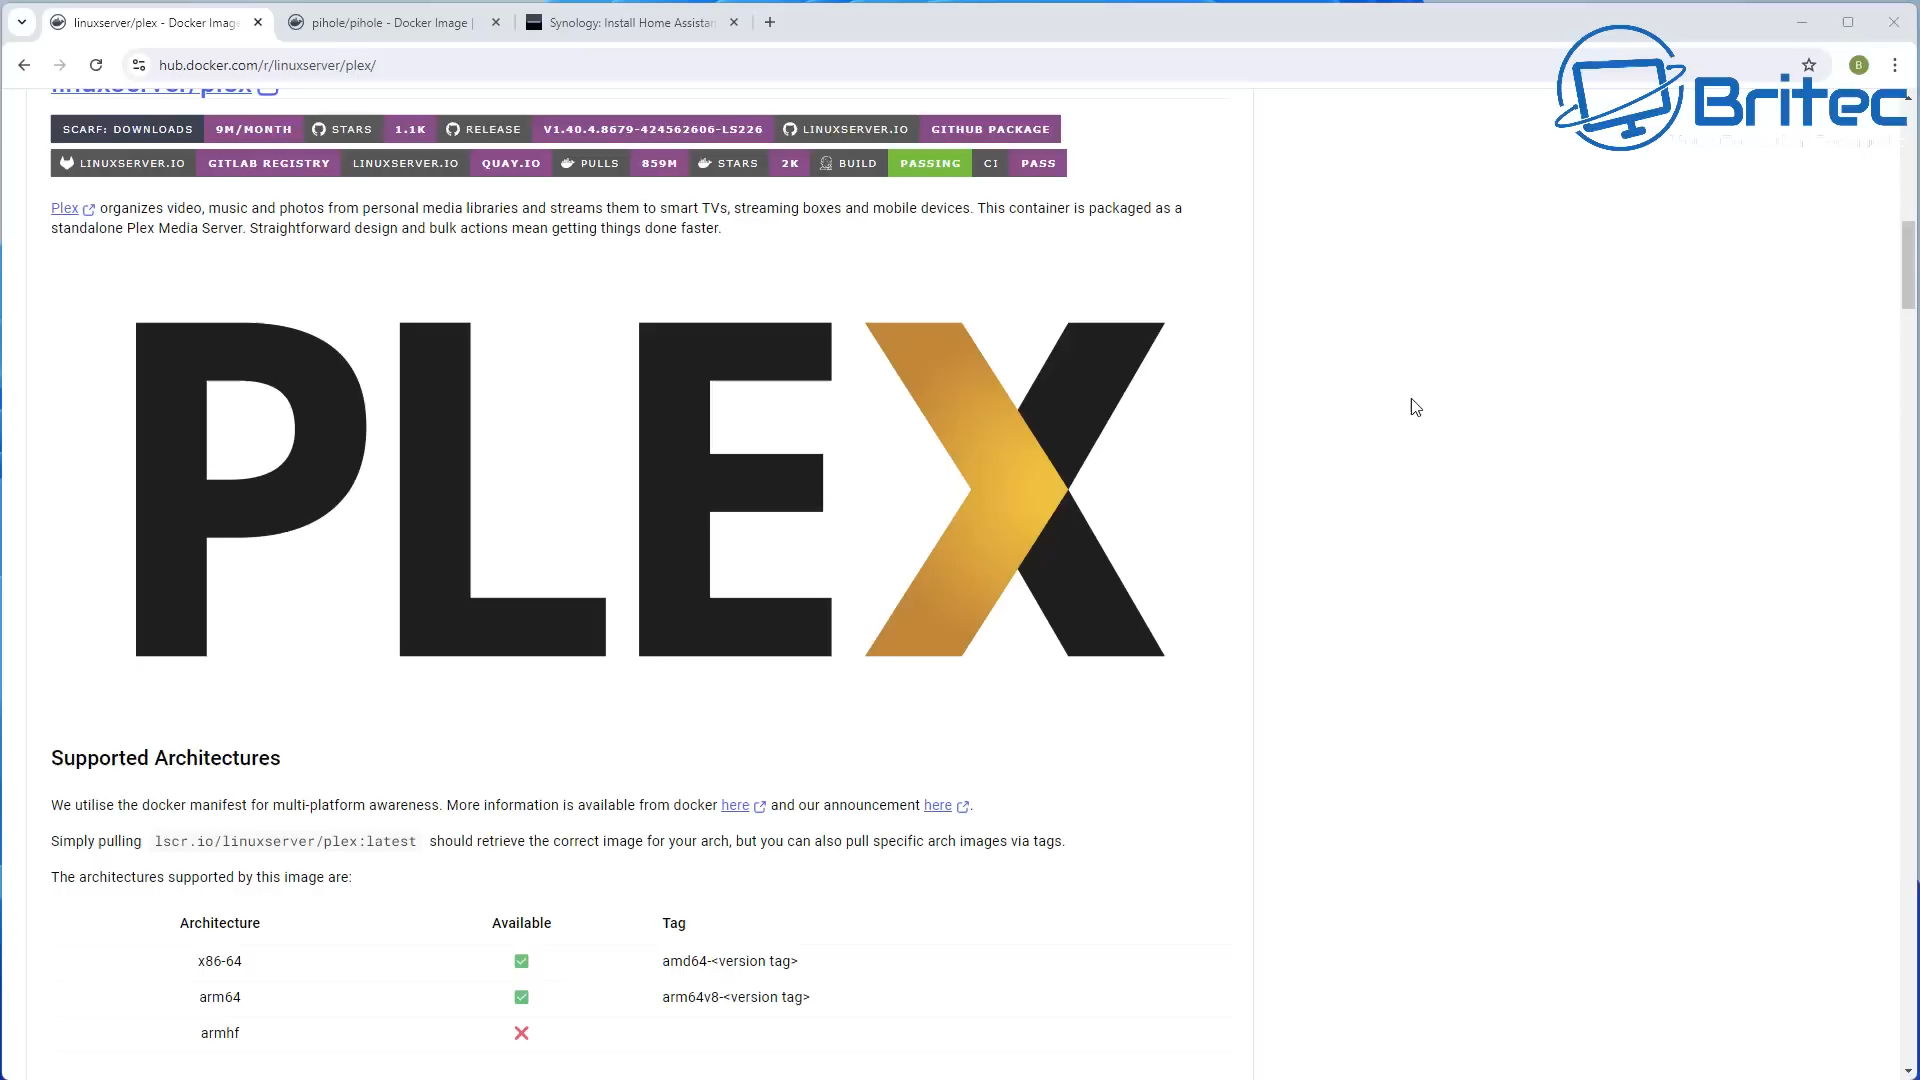 linuxserver/plex - Docker Imag
pihole/pihole - Docker Image |
Synology: Install Home Assistan
hub.docker.com/r/linuxserver/plex/
B
Britec
linuxserver/plex
SCARF: DOWNLOADS 9M/MONTH STARS 1.1K RELEASE V1.40.4.8679-424562606-LS226 LINUXSERVER.IO GITHUB PACKAGE
LINUXSERVER.IO GITLAB REGISTRY LINUXSERVER.IO QUAY.IO PULLS 859M STARS 2K BUILD PASSING CI PASS
Plex organizes video, music and photos from personal media libraries and streams them to smart TVs, streaming boxes and mobile devices. This container is packaged as a
standalone Plex Media Server. Straightforward design and bulk actions mean getting things done faster.
PLEX
Supported Architectures
We utilise the docker manifest for multi-platform awareness. More information is available from docker here and our announcement here.
Simply pulling lscr.io/linuxserver/plex:latest should retrieve the correct image for your arch, but you can also pull specific arch images via tags.
The architectures supported by this image are:
Architecture Available Tag
x86-64 amd64-<version tag>
arm64 arm64v8-<version tag>
armhf